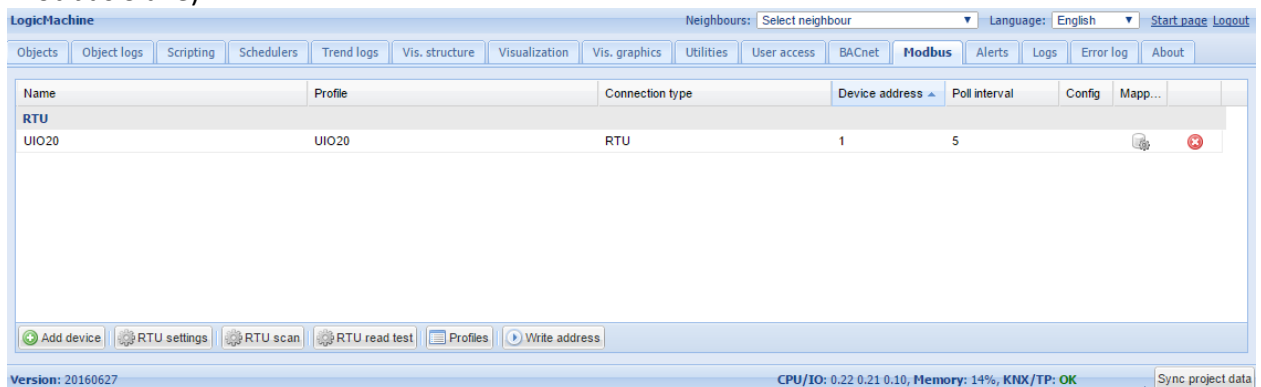 LogicMachine Neighbours: Select neighbour Language: English Start page Logout
Objects Object logs Scripting Schedulers Trend logs Vis. structure Visualization Vis. graphics Utilities User access BACnet Modbus Alerts Logs Error log About
Name Profile Connection type Device address Poll interval Config Mapp...
RTU
UIO20 UIO20 RTU 1 5
Add device RTU settings RTU scan RTU read test Profiles Write address
Version: 20160627 CPU/IO: 0.22 0.21 0.10, Memory: 14%, KNX/TP: OK Sync project data